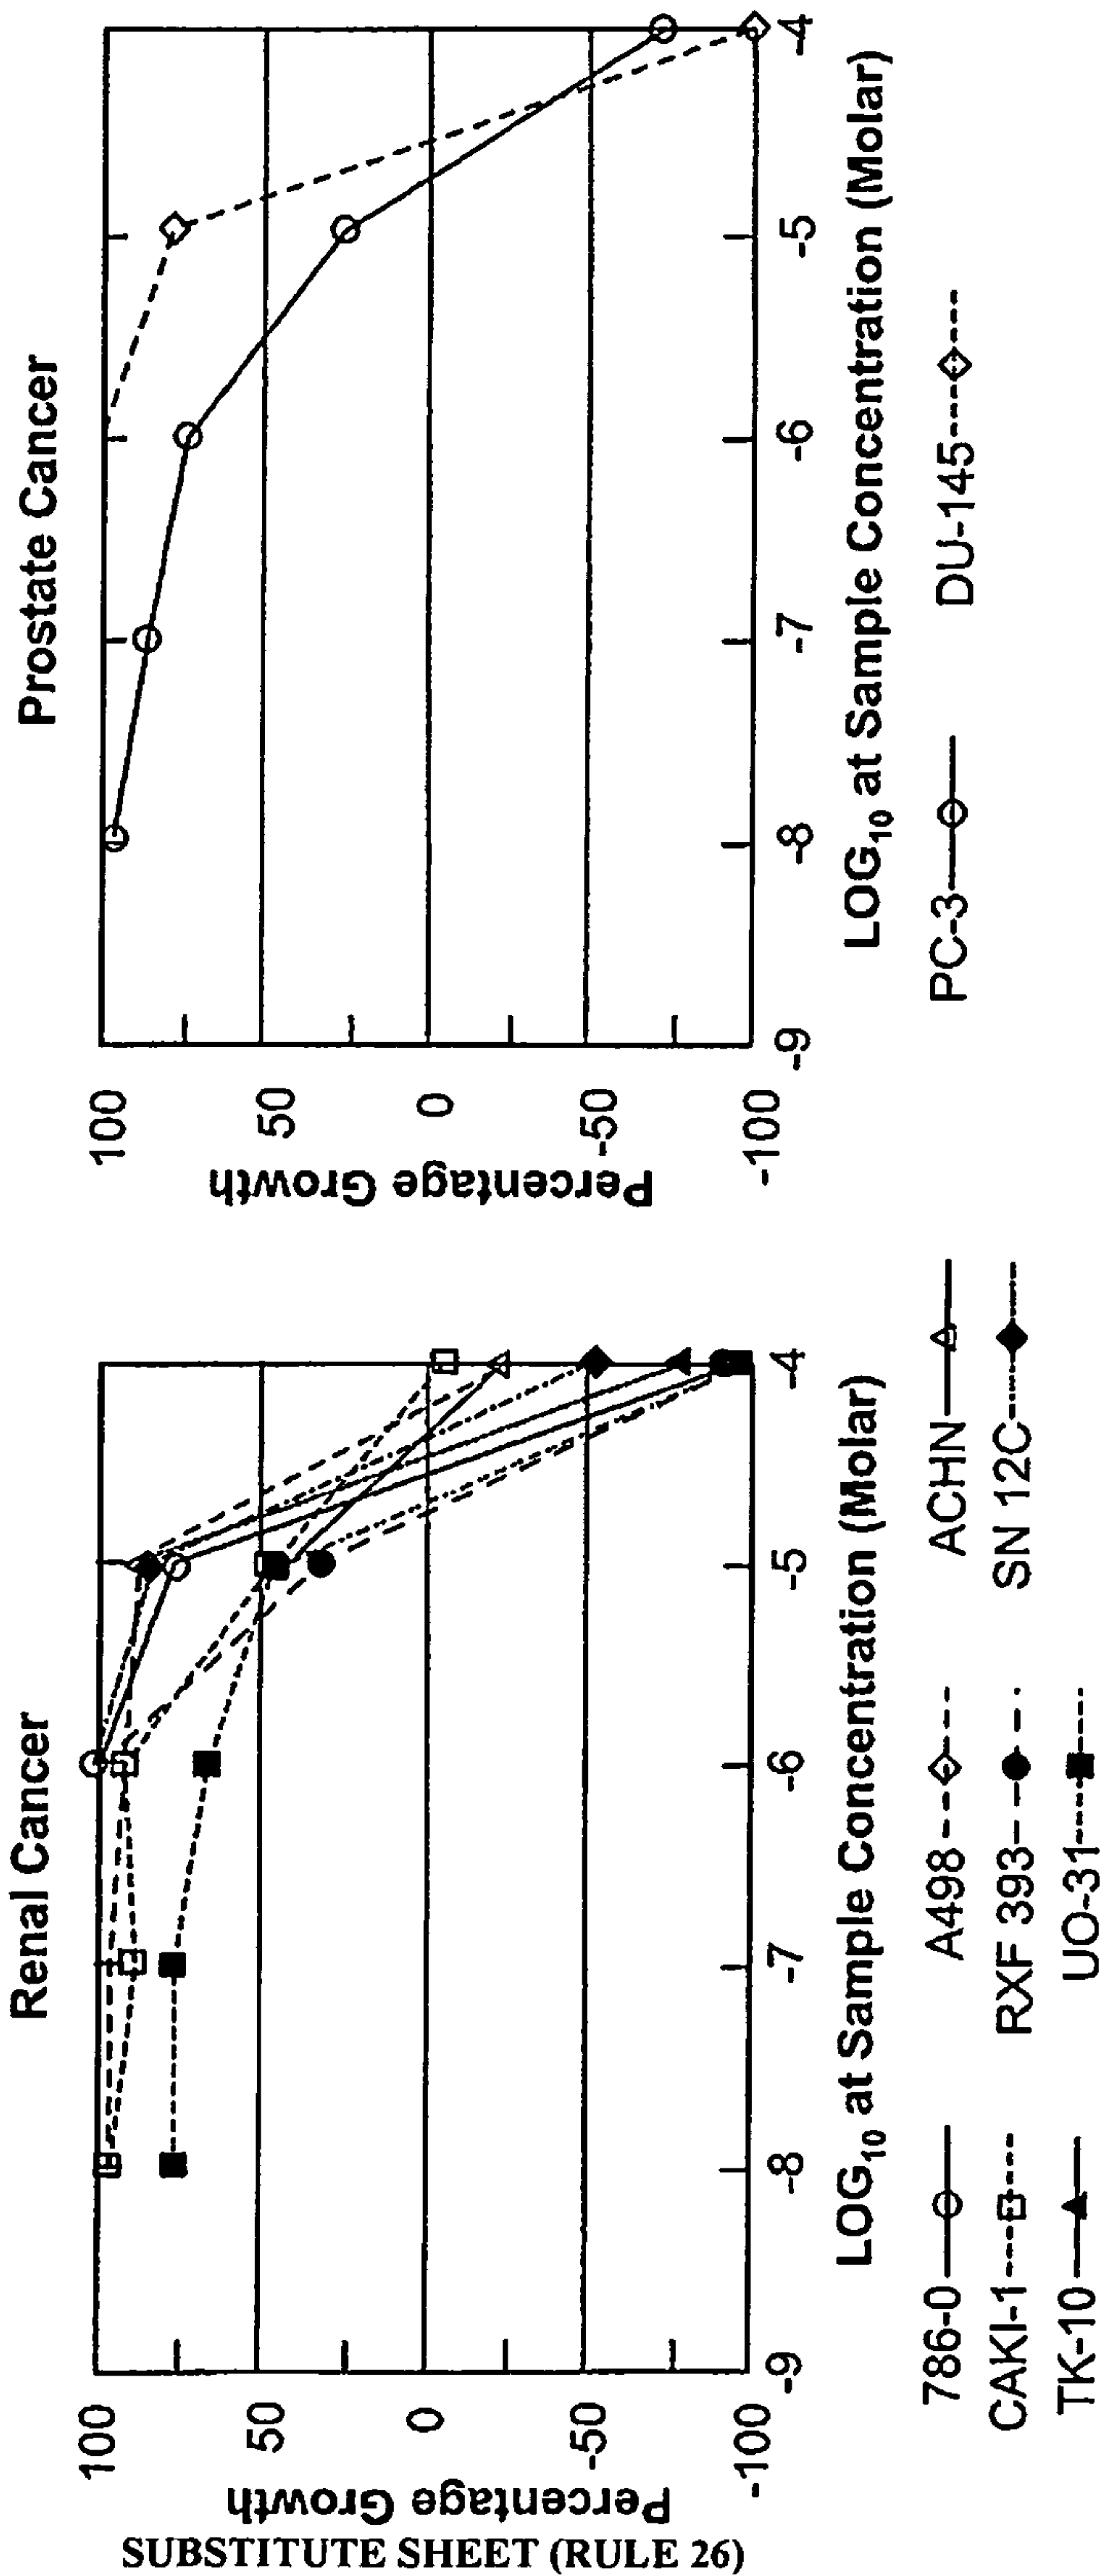 Renal Cancer
100
50
0
-50
-100
Percentage Growth
-9
-8
-7
-6
-5
-4
LOG10 at Sample Concentration (Molar)
786-0
A498
ACHN
CAKI-1
RXF 393
SN 12C
TK-10
UO-31
Prostate Cancer
100
50
0
-50
-100
Percentage Growth
-9
-8
-7
-6
-5
-4
LOG10 at Sample Concentration (Molar)
PC-3
DU-145
SUBSTITUTE SHEET (RULE 26)